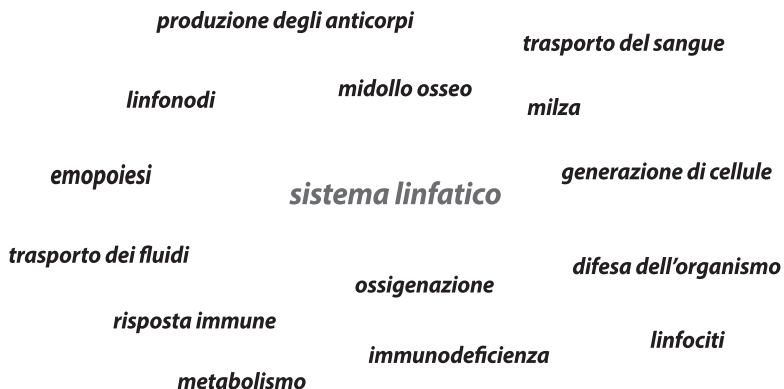 produzione degli anticorpi
trasporto del sangue
midollo osseo
linfonodi
milza
generazione di cellule
emopoiesi
sistema linfatico
trasporto dei fluidi
difesa dell'organismo
ossigenazione
risposta immune
linfociti
immunodeficienza
metabolismo